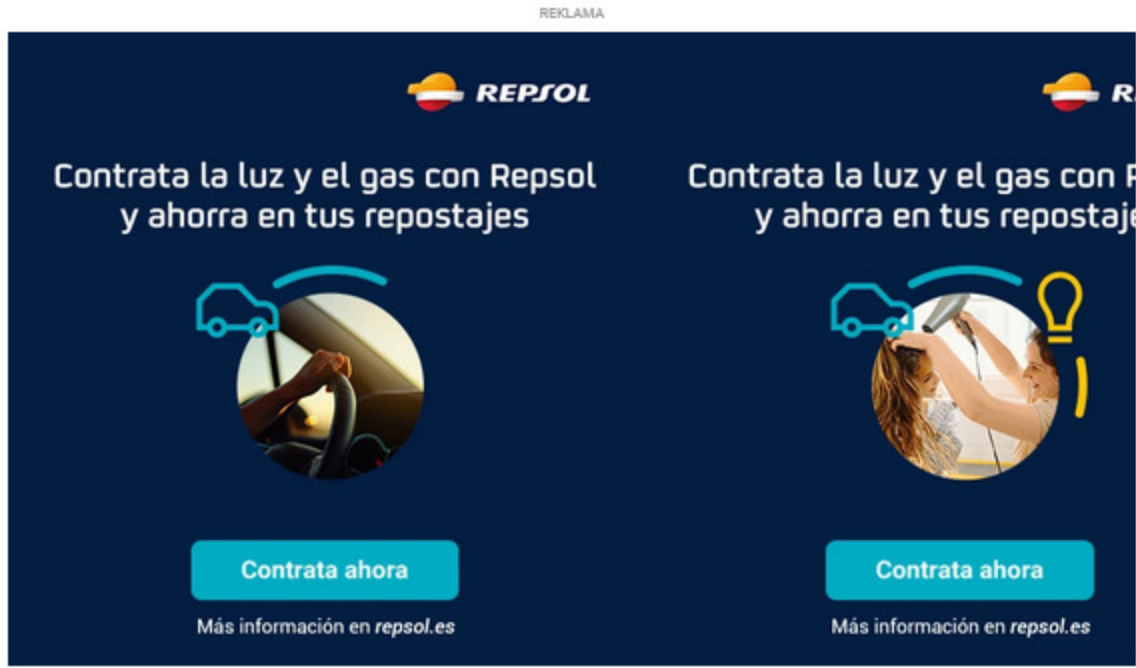 REKLAMA
REPSOL
Contrata la luz y el gas con Repsol
y ahorra en tus repostajes
Contrata ahora
Más información en repsol.es
Contrata la luz y el gas con
y ahorra en tus
Contrata ahora
Más información en repsol.es